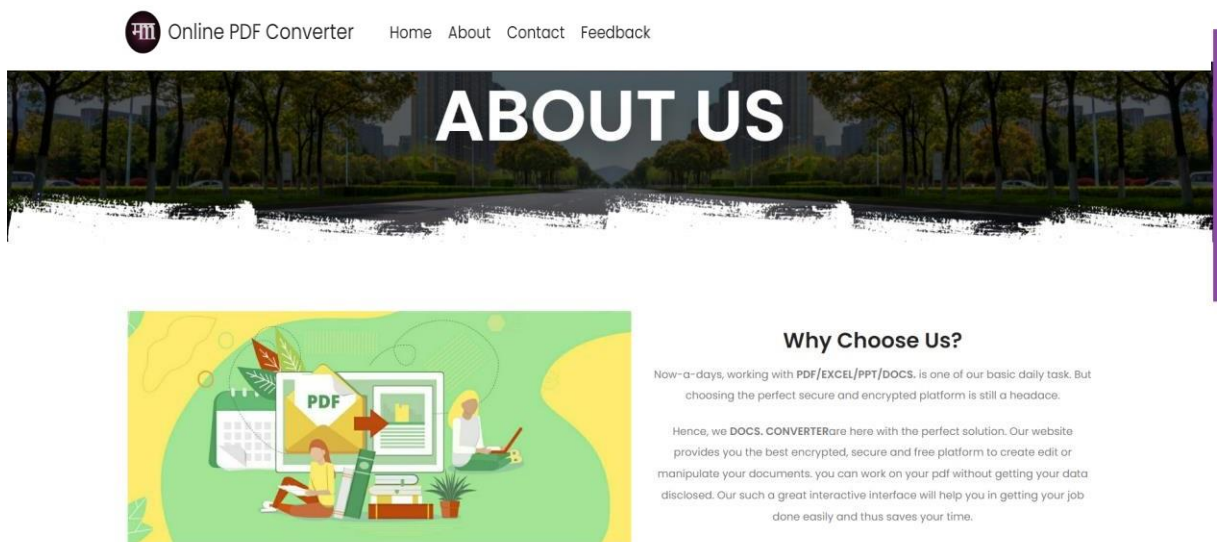 Online PDF Converter Home About Contact Feedback
ABOUT US
PDF
Why Choose Us?
Now-a-days, working with PDF/EXCEL/PPT/DOCS. is one of our basic daily task. But
choosing the perfect secure and encrypted platform is still a headace.
Hence, we DOCS. CONVERTERare here with the perfect solution. Our website
provides you the best encrypted, secure and free platform to create edit or
manipulate your documents. you can work on your pdf without getting your data
disclosed. Our such a great interactive interface will help you in getting your job
done easily and thus saves your time.